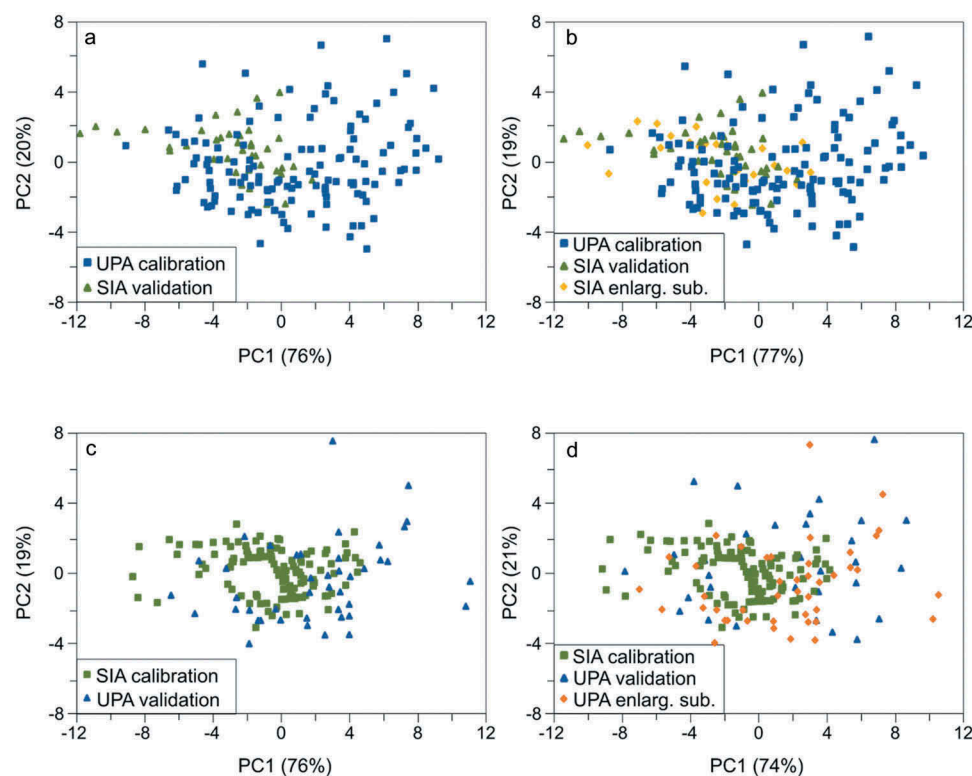 a
8
4
0
-4
-8
PC2 (20%)
UPA calibration
SIA validation
-12 -8 -4 0 4 8 12
PC1 (76%)
b
8
4
0
-4
-8
PC2 (19%)
UPA calibration
SIA validation
SIA enlarg. sub.
-12 -8 -4 0 4 8 12
PC1 (77%)
c
8
4
0
-4
-8
PC2 (19%)
SIA calibration
UPA validation
-12 -8 -4 0 4 8 12
PC1 (76%)
d
8
4
0
-4
-8
PC2 (21%)
SIA calibration
UPA validation
UPA enlarg. sub.
-12 -8 -4 0 4 8 12
PC1 (74%)